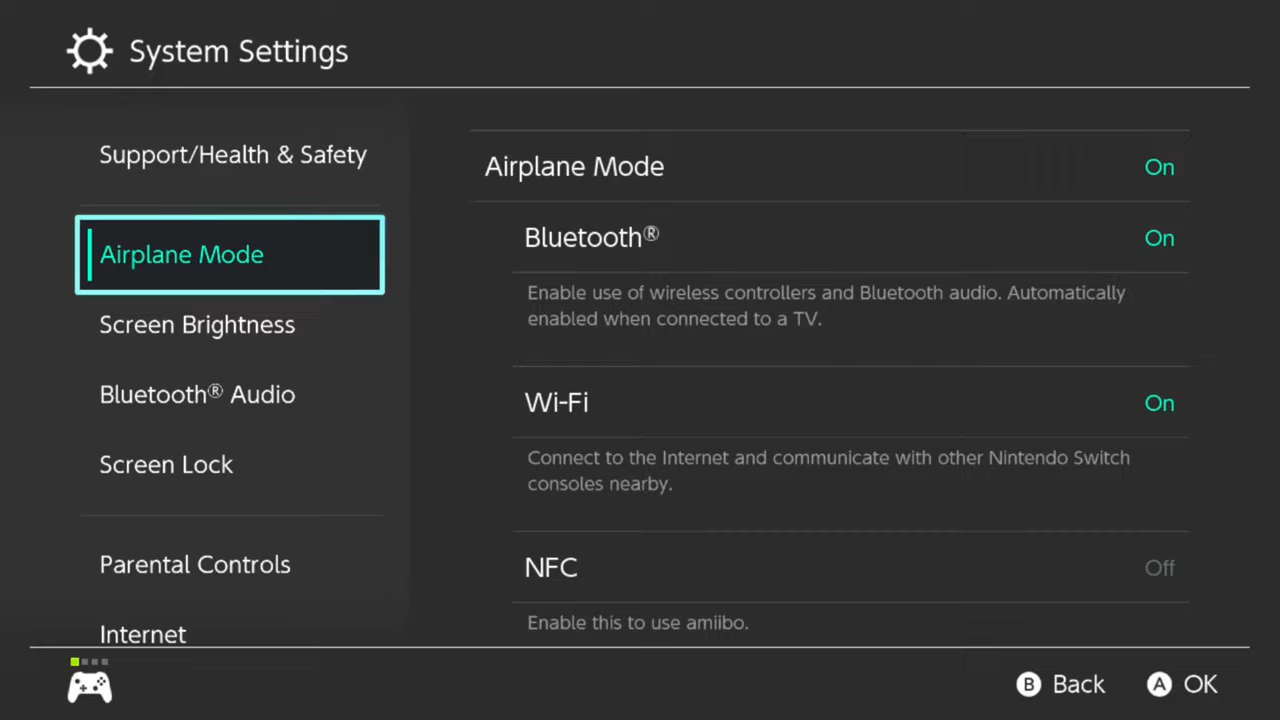 System Settings
Support/Health & Safety
Airplane Mode
Screen Brightness
Bluetooth® Audio
Screen Lock
Parental Controls
Internet
Airplane Mode On
Bluetooth® On
Enable use of wireless controllers and Bluetooth audio. Automatically
enabled when connected to a TV.
Wi-Fi On
Connect to the Internet and communicate with other Nintendo Switch
consoles nearby.
NFC Off
Enable this to use amiibo.
B Back A OK